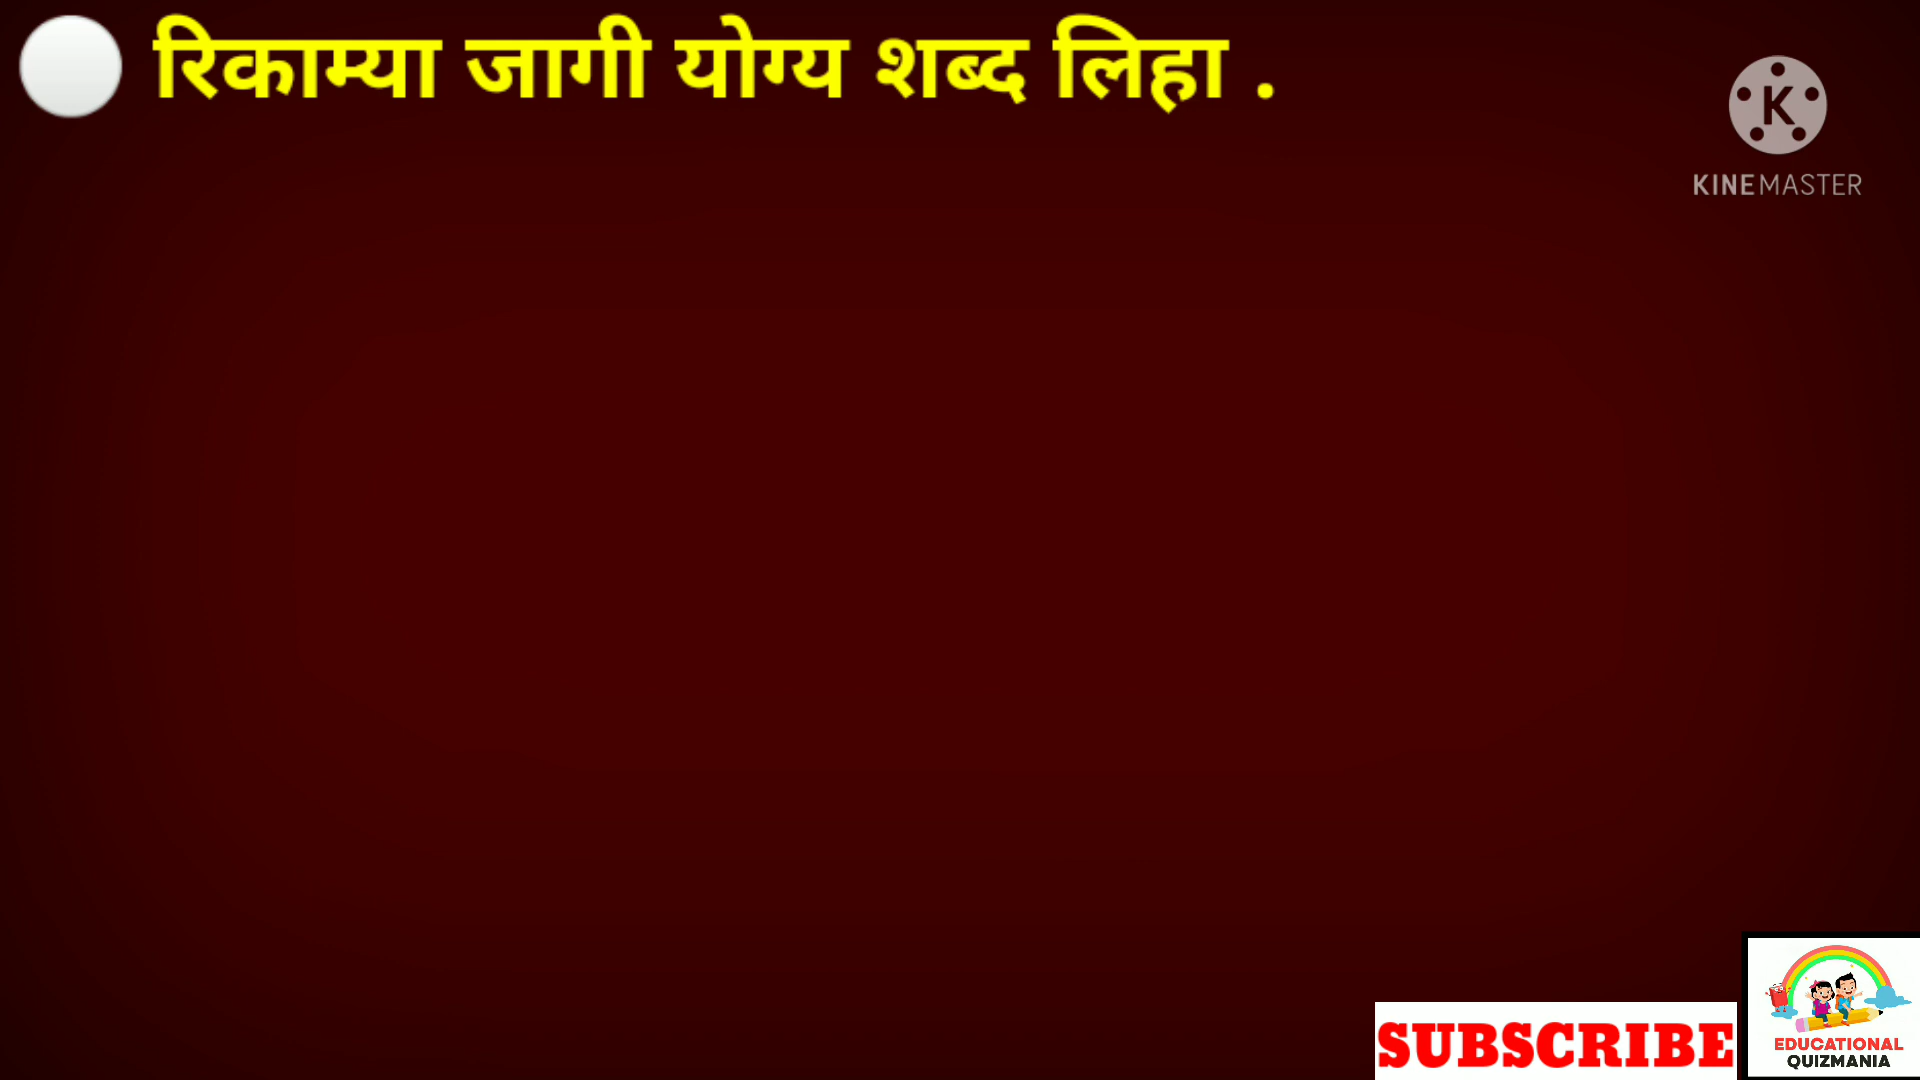 रिकाम्या जागी योग्य शब्द लिहा .
K
KINEMASTER
SUBSCRIBE
EDUCATIONAL
QUIZMANIA